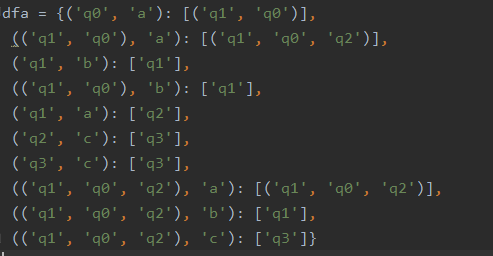 dfa = {('q0', 'a'): [('q1', 'q0')],
(('q1', 'q0'), 'a'): [('q1', 'q0', 'q2')],
('q1', 'b'): ['q1'],
(('q1', 'q0'), 'b'): ['q1'],
('q1', 'a'): ['q2'],
('q2', 'c'): ['q3'],
('q3', 'c'): ['q3'],
(('q1', 'q0', 'q2'), 'a'): [('q1', 'q0', 'q2')],
(('q1', 'q0', 'q2'), 'b'): ['q1'],
(('q1', 'q0', 'q2'), 'c'): ['q3']}